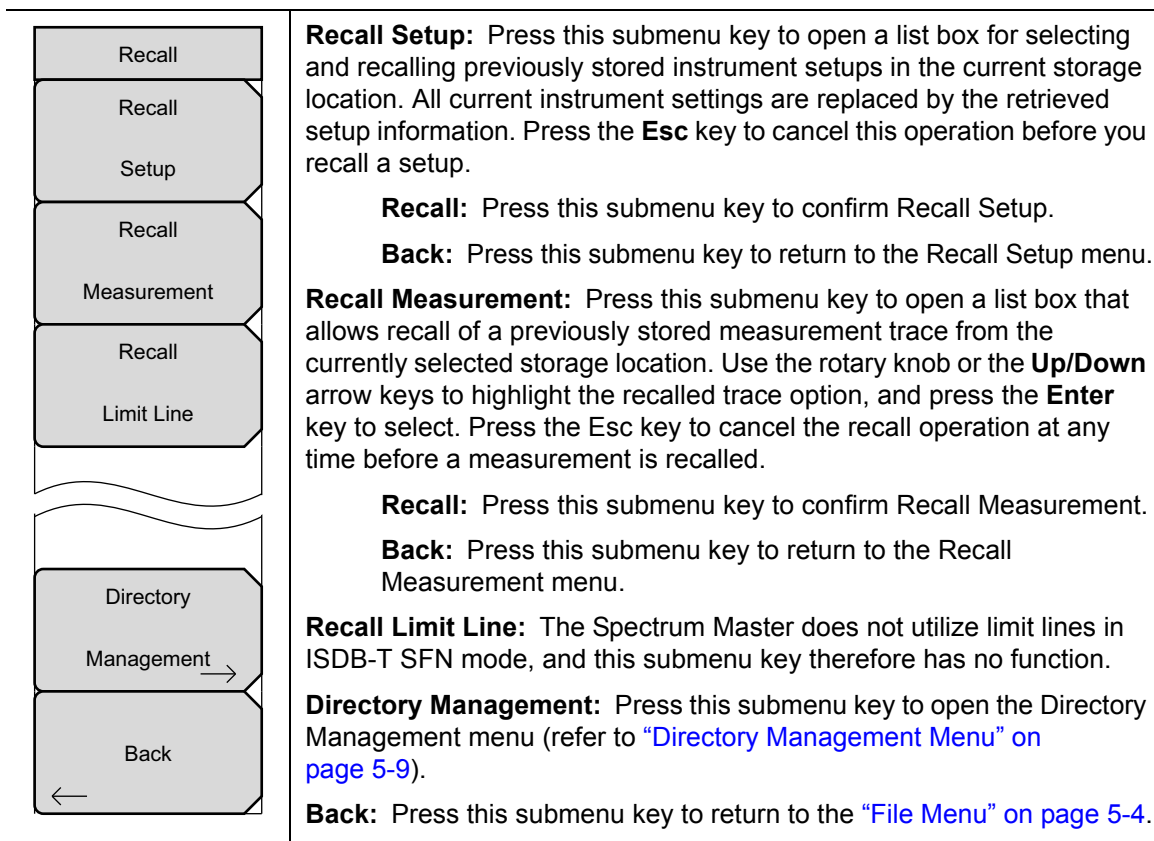 Recall
Recall
Setup
Recall
Measurement
Recall
Limit Line
Directory
Management
Back
Recall Setup: Press this submenu key to open a list box for selecting
and recalling previously stored instrument setups in the current storage
location. All current instrument settings are replaced by the retrieved
setup information. Press the Esc key to cancel this operation before you
recall a setup.
Recall: Press this submenu key to confirm Recall Setup.
Back: Press this submenu key to return to the Recall Setup menu.
Recall Measurement: Press this submenu key to open a list box that
allows recall of a previously stored measurement trace from the
currently selected storage location. Use the rotary knob or the Up/Down
arrow keys to highlight the recalled trace option, and press the Enter
key to select. Press the Esc key to cancel the recall operation at any
time before a measurement is recalled.
Recall: Press this submenu key to confirm Recall Measurement.
Back: Press this submenu key to return to the Recall
Measurement menu.
Recall Limit Line: The Spectrum Master does not utilize limit lines in
ISDB-T SFN mode, and this submenu key therefore has no function.
Directory Management: Press this submenu key to open the Directory
Management menu (refer to “Directory Management Menu” on
page 5-9).
Back: Press this submenu key to return to the “File Menu” on page 5-4.